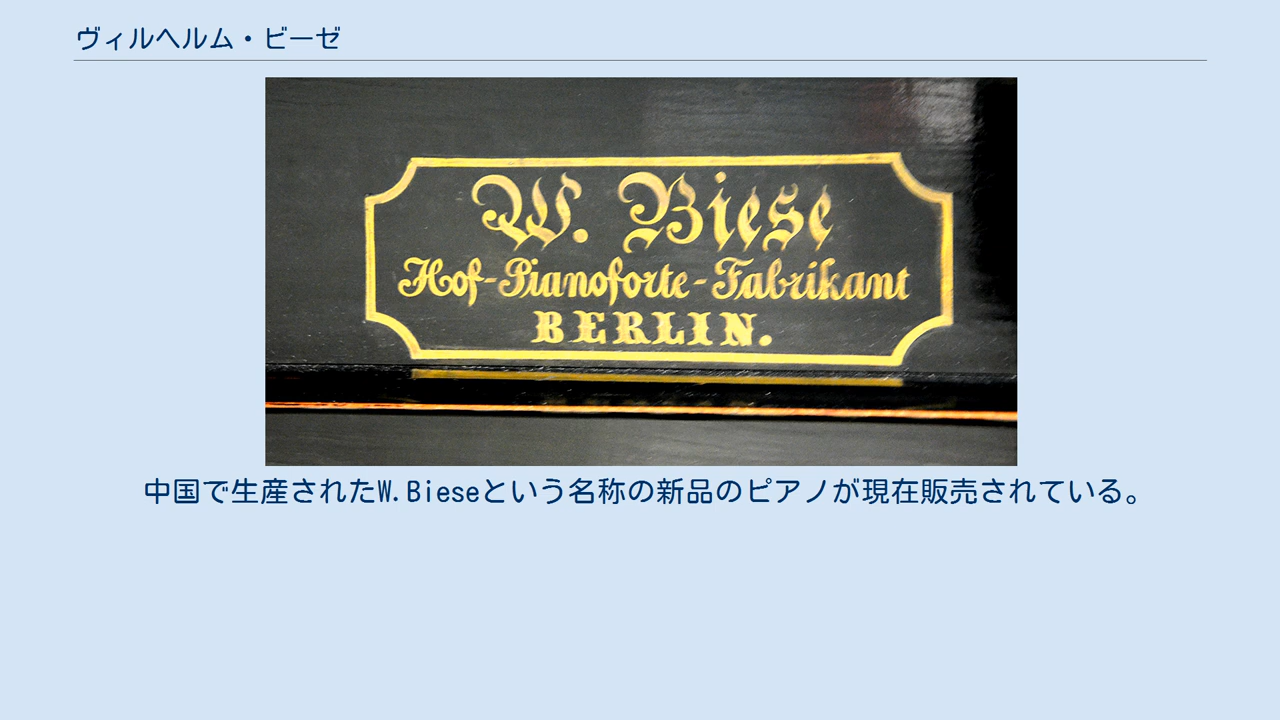 ヴィルヘルム・ビーゼ
W. Biese
Hof-Pianoforte-Fabrikant
BERLIN.
中国で生産されたW.Bieseという名称の新品のピアノが現在販売されている。